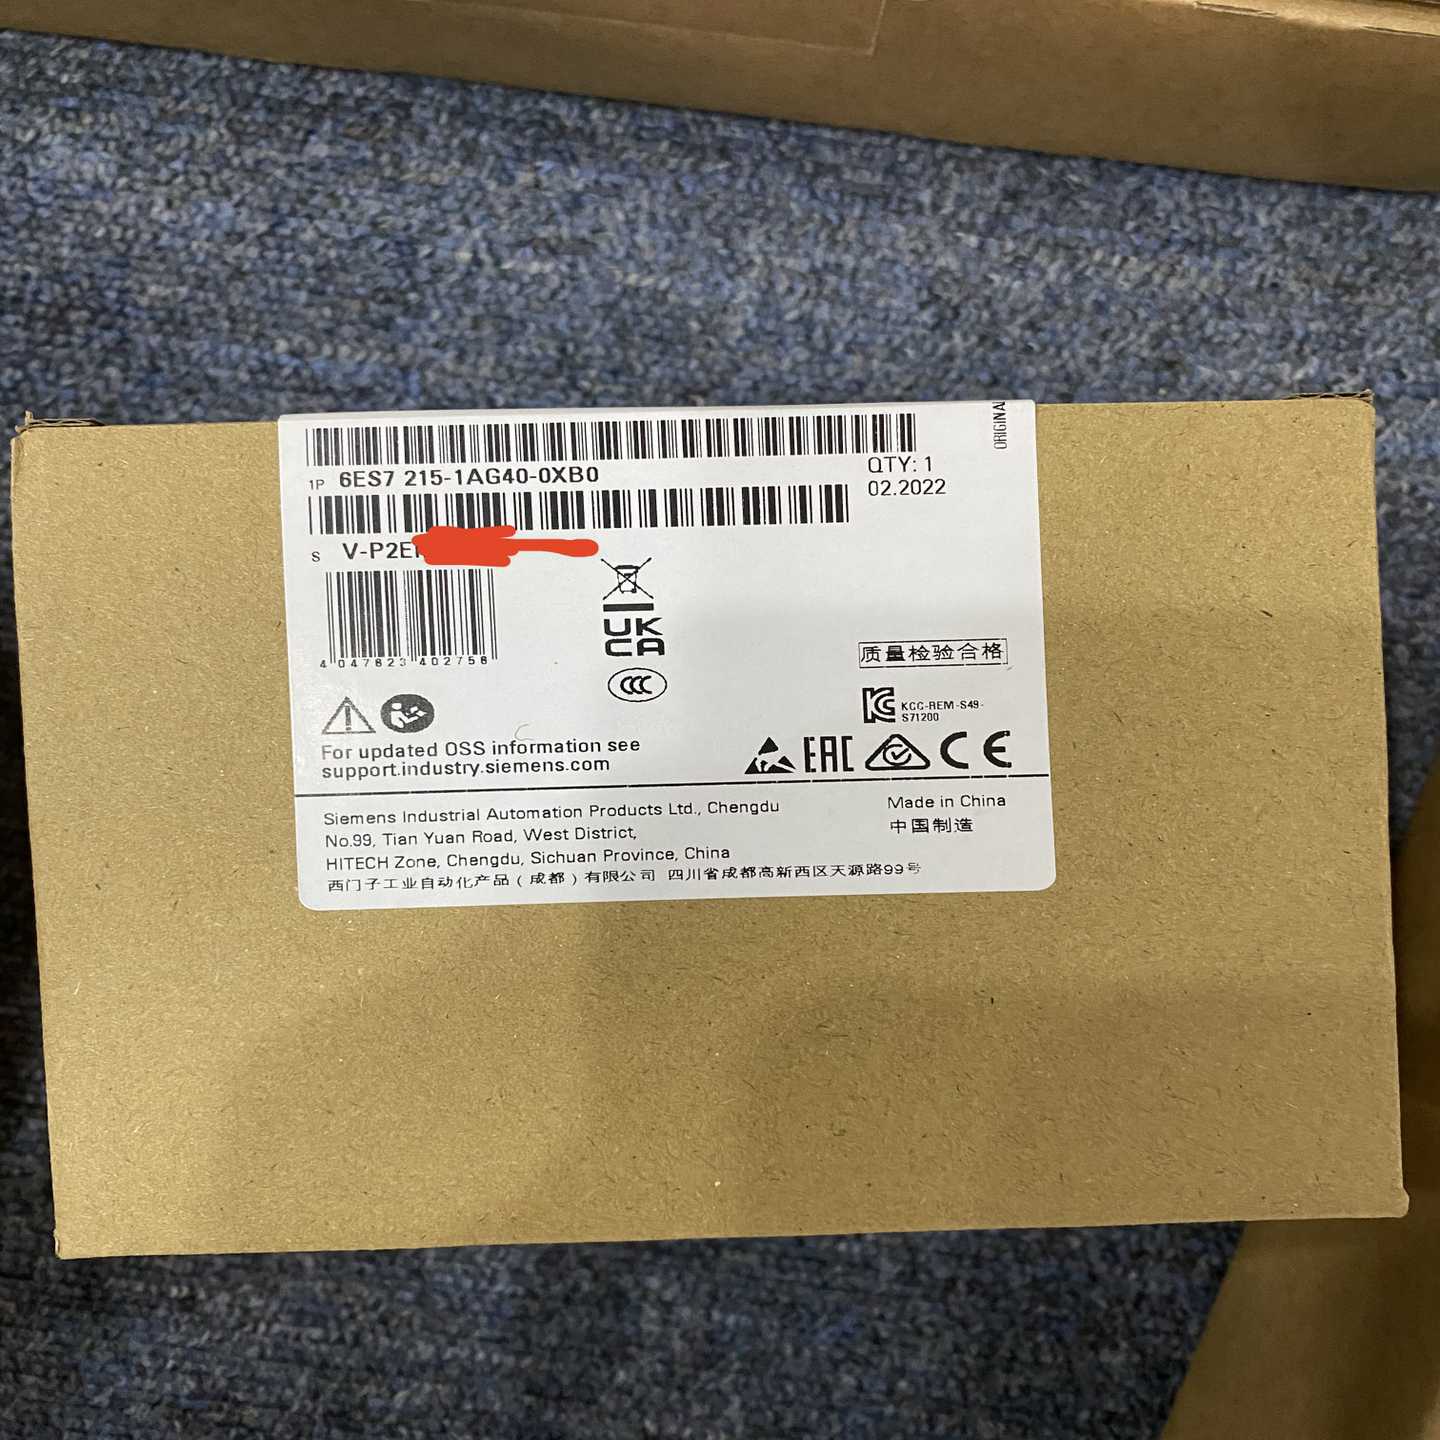 ORIGINA
1P 6ES7 215-1AG40-0XB0
QTY: 1
02.2022
S V-P2E
4 047623 402756
UK
CA
CCC
质量检验合格
KCC-REM-S49-
S71200
For updated OSS information see
support.industry.siemens.com
EAC
CE
Siemens Industrial Automation Products Ltd., Chengdu
No.99, Tian Yuan Road, West District,
HITECH Zone, Chengdu, Sichuan Province, China
西门子工业自动化产品(成都)有限公司 四川省成都高新西区天源路99号
Made in China
中国制造